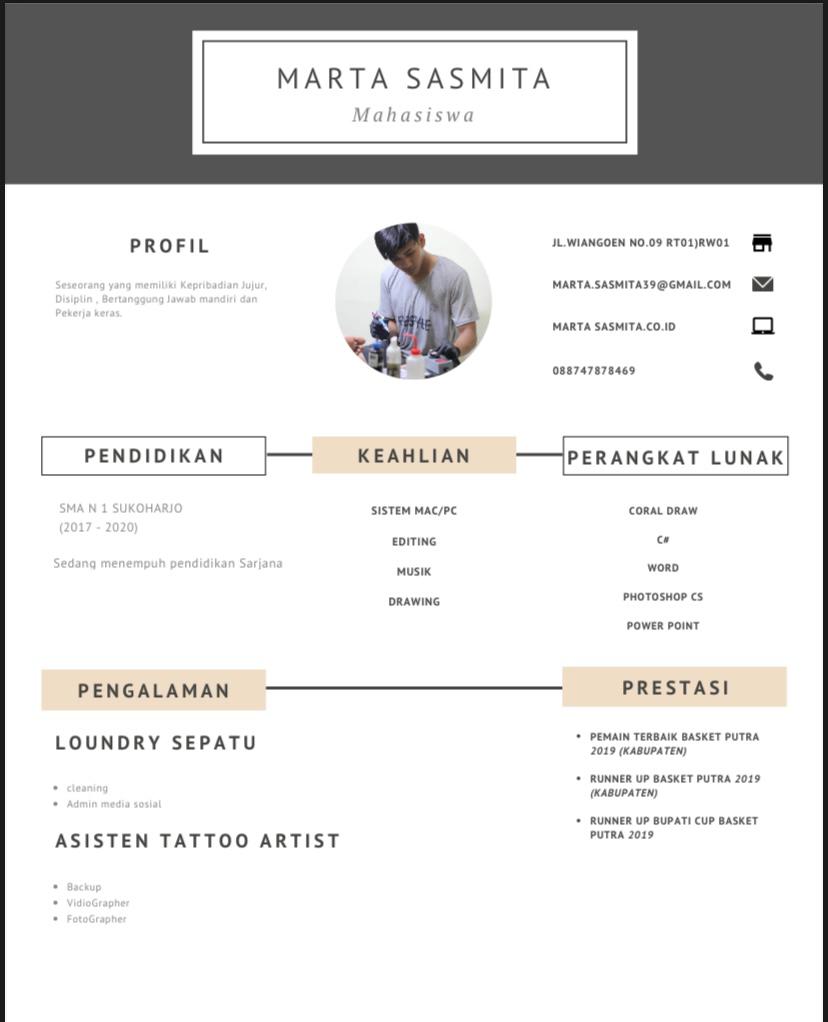 MARTA SASMITA
Mahasiswa
PROFIL
Seseorang yang memiliki Kepribadian Jujur,
Disiplin , Bertanggung Jawab mandiri dan
Pekerja keras.
JL.WIANGOEN NO.09 RT01)RW01
MARTA.SASMITA39@GMAIL.COM
MARTA SASMITA.CO.ID
088747878469
PENDIDIKAN
SMA N 1 SUKOHARJO
(2017 - 2020)
Sedang menempuh pendidikan Sarjana
KEAHLIAN
SISTEM MAC/PC
EDITING
MUSIK
DRAWING
PERANGKAT LUNAK
CORAL DRAW
C#
WORD
PHOTOSHOP CS
POWER POINT
PENGALAMAN
LOUNDRY SEPATU
• cleaning
• Admin media sosial
ASISTEN TATTOO ARTIST
• Backup
• VidioGrapher
• FotoGrapher
PRESTASI
• PEMAIN TERBAIK BASKET PUTRA
2019 (KABUPATEN)
• RUNNER UP BASKET PUTRA 2019
(KABUPATEN)
• RUNNER UP BUPATI CUP BASKET
PUTRA 2019